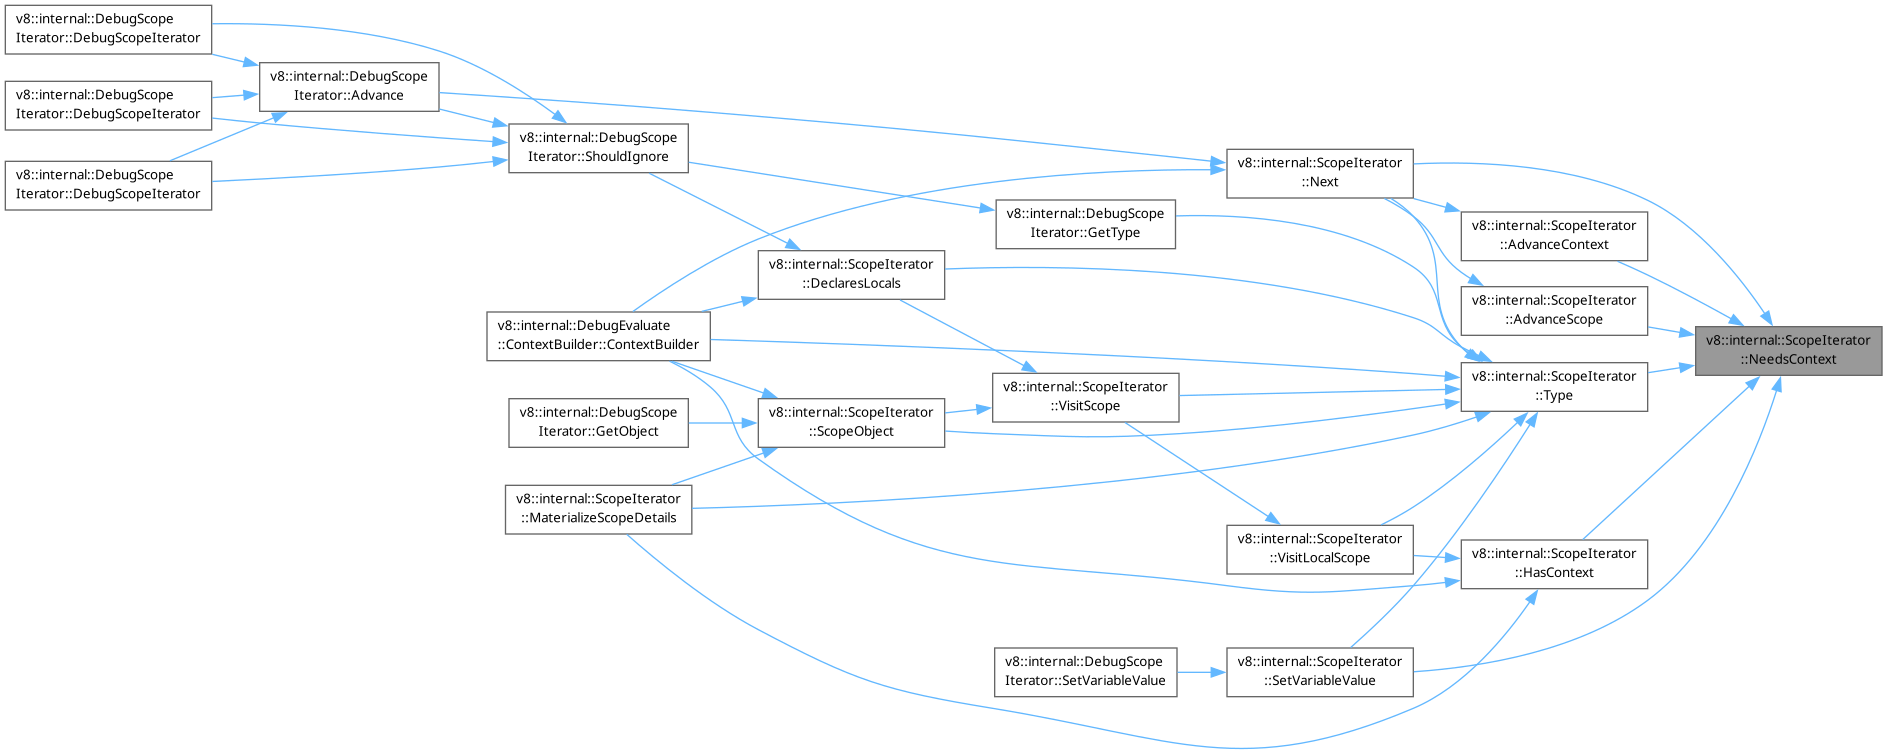 v8::internal::DebugScope
Iterator::DebugScopeIterator
v8::internal::DebugScope
Iterator::Advance
v8::internal::DebugScope
Iterator::DebugScopeIterator
v8::internal::DebugScope
Iterator::ShouldIgnore
v8::internal::DebugScope
Iterator::DebugScopeIterator
v8::internal::ScopeIterator
::Next
v8::internal::DebugScope
Iterator::GetType
v8::internal::ScopeIterator
::AdvanceContext
v8::internal::ScopeIterator
::DeclaresLocals
v8::internal::ScopeIterator
::AdvanceScope
v8::internal::DebugEvaluate
::ContextBuilder::ContextBuilder
v8::internal::ScopeIterator
::NeedsContext
v8::internal::ScopeIterator
::Type
v8::internal::ScopeIterator
::VisitScope
v8::internal::DebugScope
Iterator::GetObject
v8::internal::ScopeIterator
::ScopeObject
v8::internal::ScopeIterator
::MaterializeScopeDetails
v8::internal::ScopeIterator
::VisitLocalScope
v8::internal::ScopeIterator
::HasContext
v8::internal::DebugScope
Iterator::SetVariableValue
v8::internal::ScopeIterator
::SetVariableValue